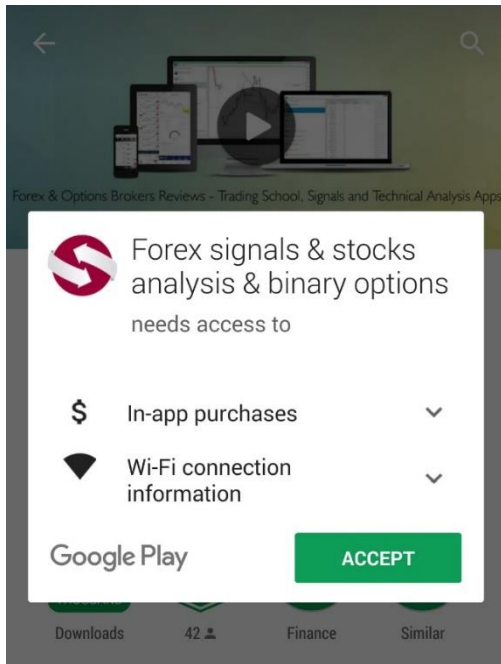 Forex & Options Brokers Reviews - Trading School, Signals and Technical Analysis Apps
Forex signals & stocks
analysis & binary options
needs access to
$ In-app purchases
Wi-Fi connection
information
Google Play
ACCEPT
Downloads 42 Finance Similar